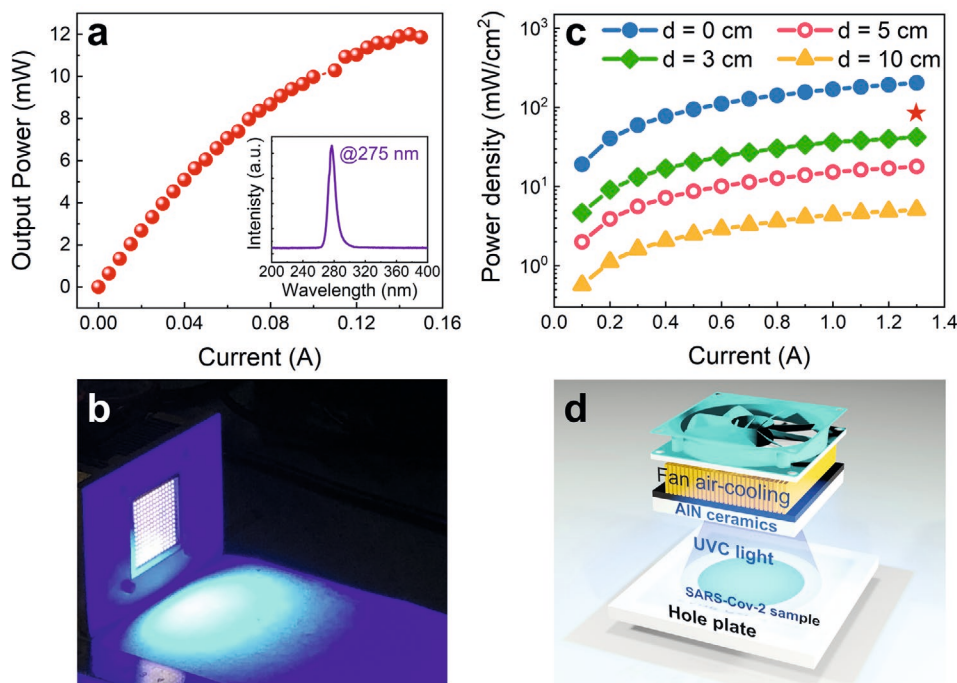 a
Output Power (mW)
12
10
8
6
4
2
0
0.00
0.04
0.08
0.12
0.16
Current (A)
Intenisty (a.u.)
@275 nm
200
240
280
320
360
400
Wavelength (nm)
c
Power density (mW/cm²)
10³
10²
10¹
10⁰
d = 0 cm
d = 5 cm
d = 3 cm
d = 10 cm
0.0
0.2
0.4
0.6
0.8
1.0
1.2
1.4
Current (A)
b
d
Fan air-cooling
AlN ceramics
UVC light
SARS-Cov-2 sample
Hole plate